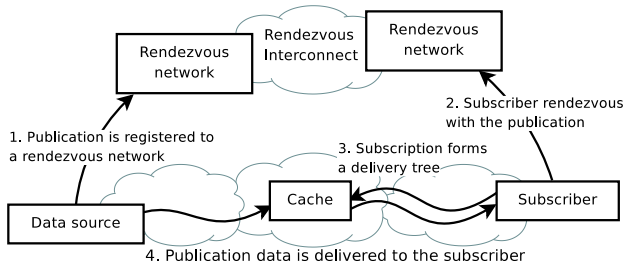 Rendezvous
network
Rendezvous
Interconnect
Rendezvous
network
1. Publication is registered to
a rendezvous network
2. Subscriber rendezvous
with the publication
3. Subscription forms
a delivery tree
Data source
Cache
Subscriber
4. Publication data is delivered to the subscriber